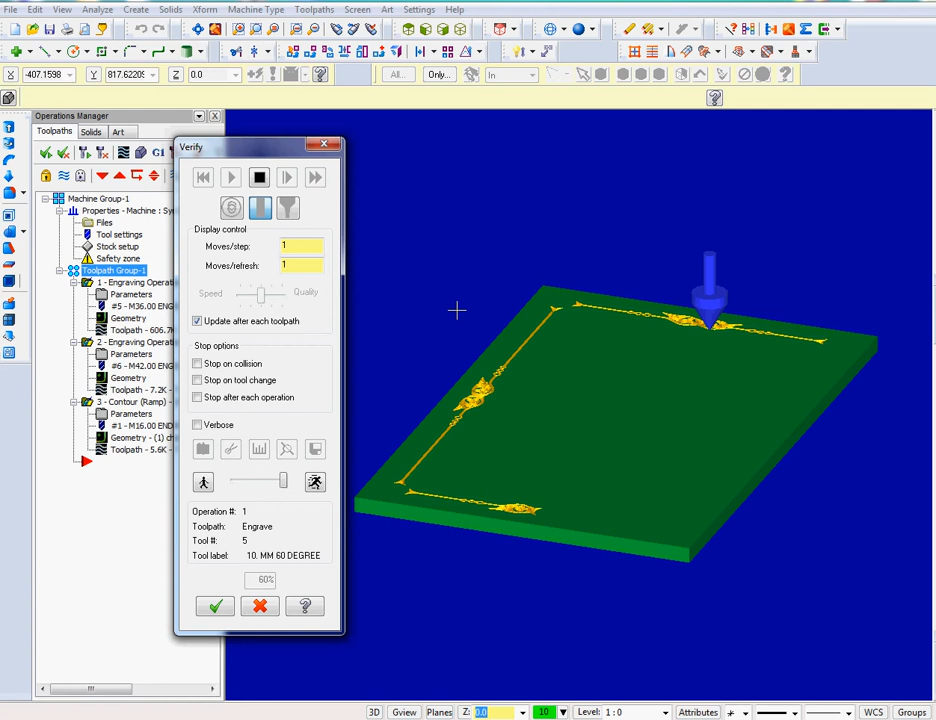 File Edit View Analyze Create Solids Xform Machine Type Toolpaths Screen Art Settings Help
X -407.1598 Y 817.62209 Z 0.0 All... Only... In
Operations Manager
Toolpaths Solids Art
G1
Machine Group-1
Properties - Machine : Sy
Files
Tool settings
Stock setup
Safety zone
Toolpath Group-1
1 - Engraving Operati
Parameters
#5 - M36.00 ENG
Geometry
Toolpath - 606.7
2 - Engraving Operati
Parameters
#6 - M42.00 ENG
Geometry
Toolpath - 7.2K -
3 - Contour (Ramp) -
Parameters
#1 - M16.00 END
Geometry - (1) ch
Toolpath - 5.6K -
Verify
Display control
Moves/step: 1
Moves/refresh: 1
Speed Quality
Update after each toolpath
Stop options
Stop on collision
Stop on tool change
Stop after each operation
Verbose
Operation #: 1
Toolpath: Engrave
Tool #: 5
Tool label: 10. MM 60 DEGREE
60%
3D Gview Planes Z: 0.0 10 Level: 1 : 0 Attributes WCS Groups